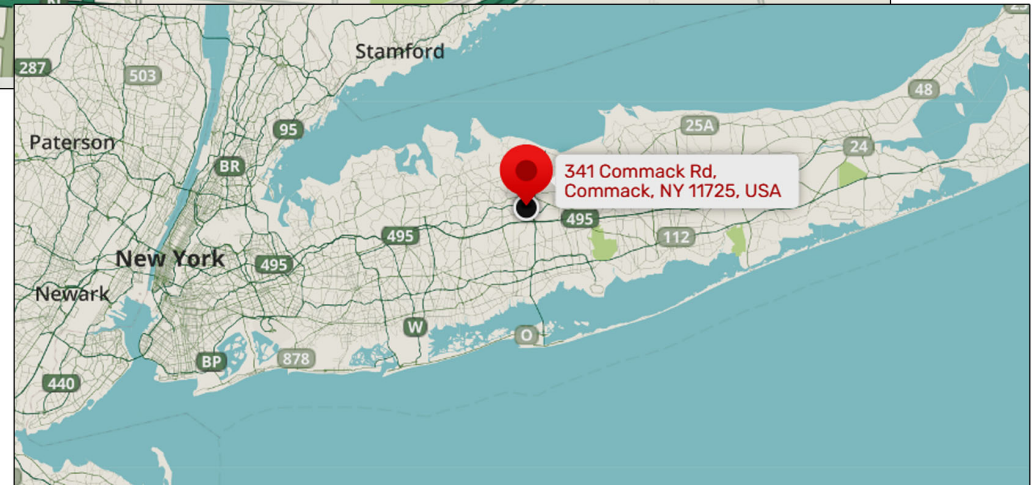 Stamford
287
503
48
95
25A
Paterson
24
BR
341 Commack Rd,
Commack, NY 11725, USA
495
495
112
New York
495
Newark
W
O
BP
878
440